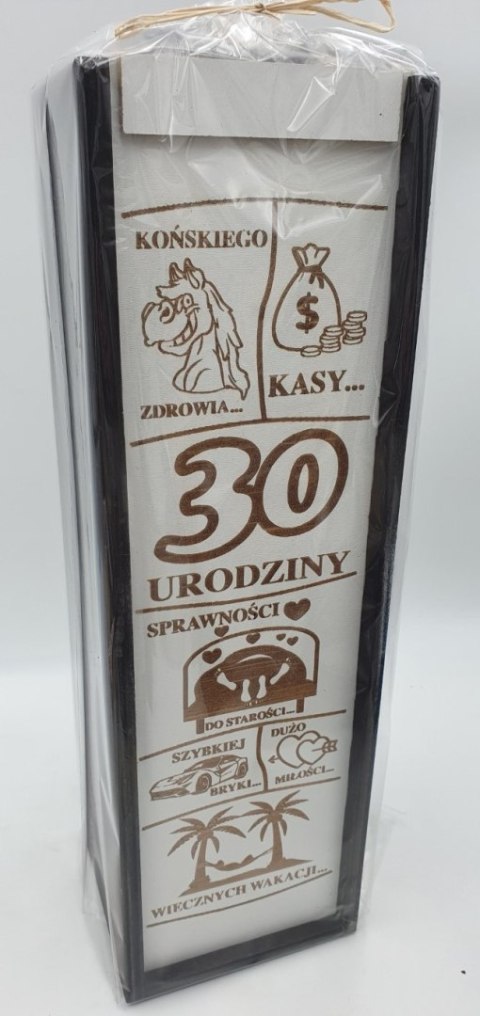 KOŃSKIEGO
ZDROWIA...
$
KASY...
30
URODZINY
SPRAWNOŚCI
DO STAROŚCI...
SZYBKIEJ
BRYKI...
DUŻO
MIŁOŚCI...
WIECZNYCH WAKACJI...